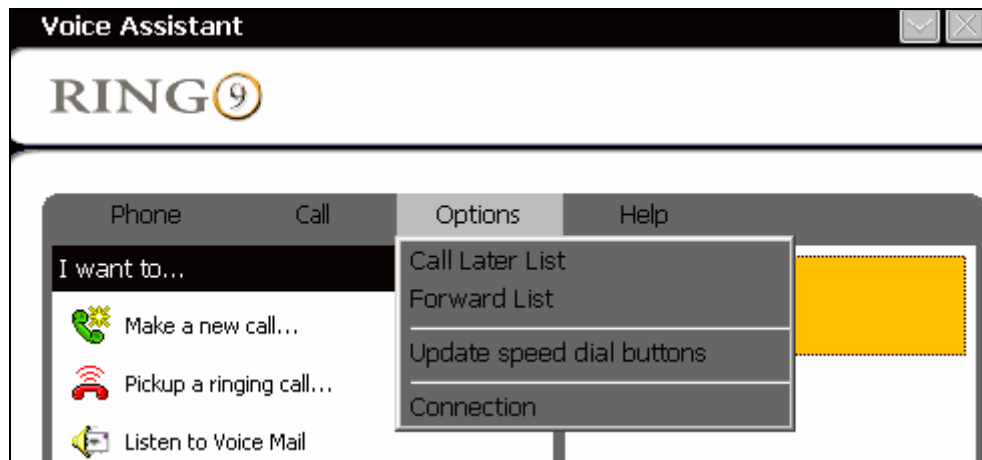 Voice Assistant
RING9
Phone Call Options Help
I want to...
Make a new call...
Pickup a ringing call...
Listen to Voice Mail
Call Later List
Forward List
Update speed dial buttons
Connection